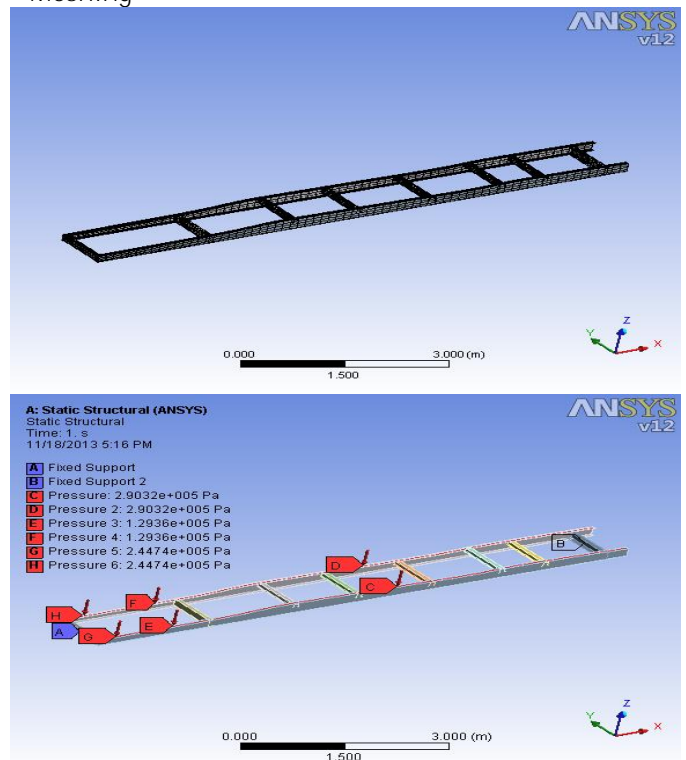 Meshing
ANSYS
v12
Y
Z
X
0.000
3.000 (m)
1.500
A: Static Structural (ANSYS)
Static Structural
Time: 1. s
11/18/2013 5:16 PM
A Fixed Support
B Fixed Support 2
C Pressure: 2.9032e+005 Pa
D Pressure 2: 2.9032e+005 Pa
E Pressure 3: 1.2936e+005 Pa
F Pressure 4: 1.2936e+005 Pa
G Pressure 5: 2.4474e+005 Pa
H Pressure 6: 2.4474e+005 Pa
ANSYS
v12
B
D
C
F
H
E
A
G
Y
Z
X
0.000
3.000 (m)
1.500